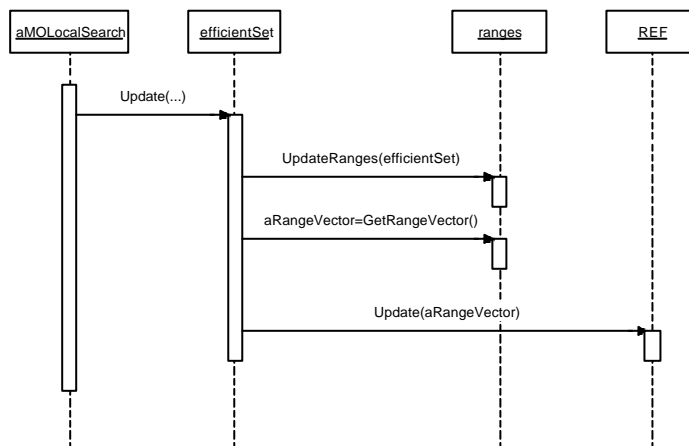 aMOLocalSearch
efficientSet
ranges
REF
Update(...)
UpdateRanges(efficientSet)
aRangeVector=GetRangeVector()
Update(aRangeVector)